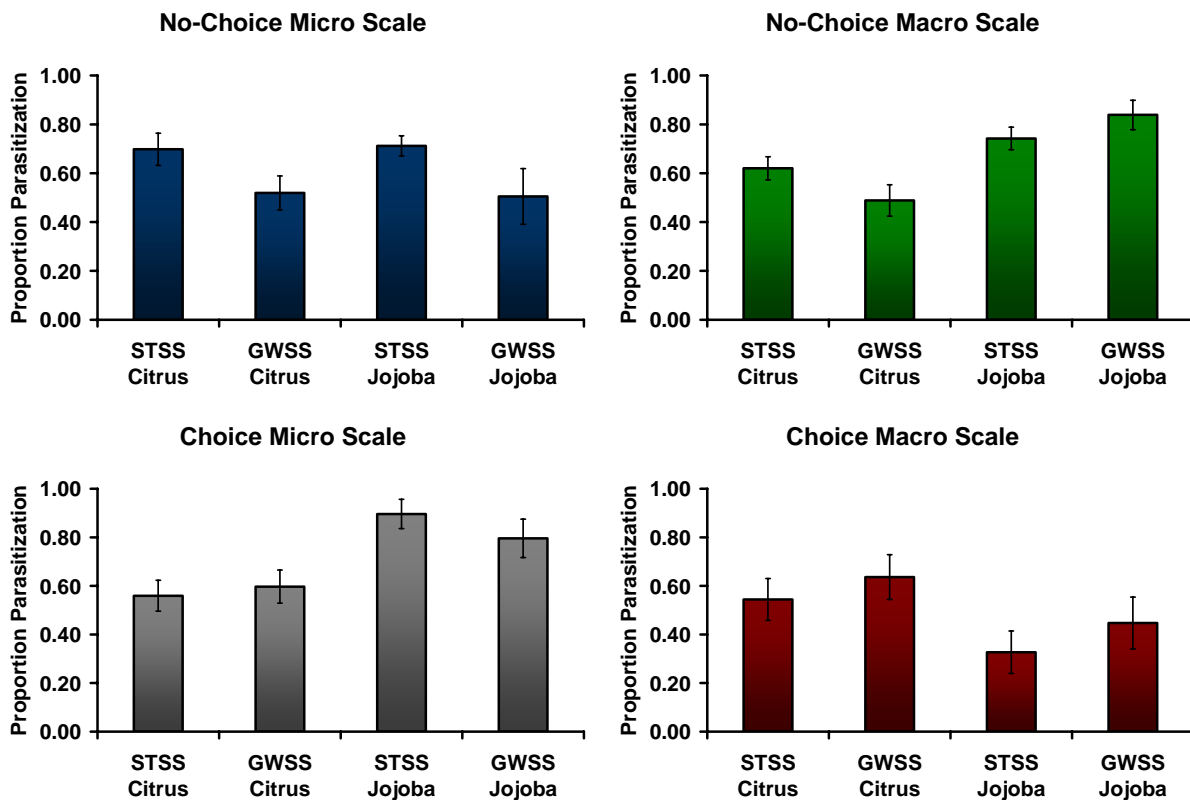 No-Choice Micro Scale
Proportion Parasitization
1.00
0.80
0.60
0.40
0.20
0.00
STSS Citrus
GWSS Citrus
STSS Jojoba
GWSS Jojoba
No-Choice Macro Scale
Proportion Parasitization
1.00
0.80
0.60
0.40
0.20
0.00
STSS Citrus
GWSS Citrus
STSS Jojoba
GWSS Jojoba
Choice Micro Scale
Proportion Parasitization
1.00
0.80
0.60
0.40
0.20
0.00
STSS Citrus
GWSS Citrus
STSS Jojoba
GWSS Jojoba
Choice Macro Scale
Proportion Parasitization
1.00
0.80
0.60
0.40
0.20
0.00
STSS Citrus
GWSS Citrus
STSS Jojoba
GWSS Jojoba